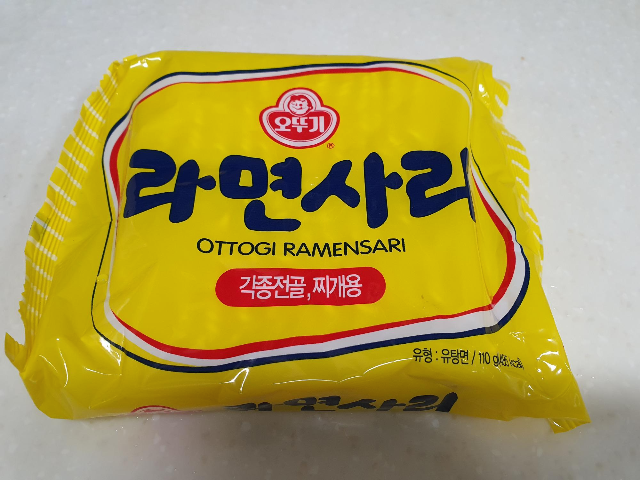 오뚜기
®
라면사리
OTTOGI RAMENSARI
각종전골, 찌개용
유형 : 유탕면 / 110 g
라면사리